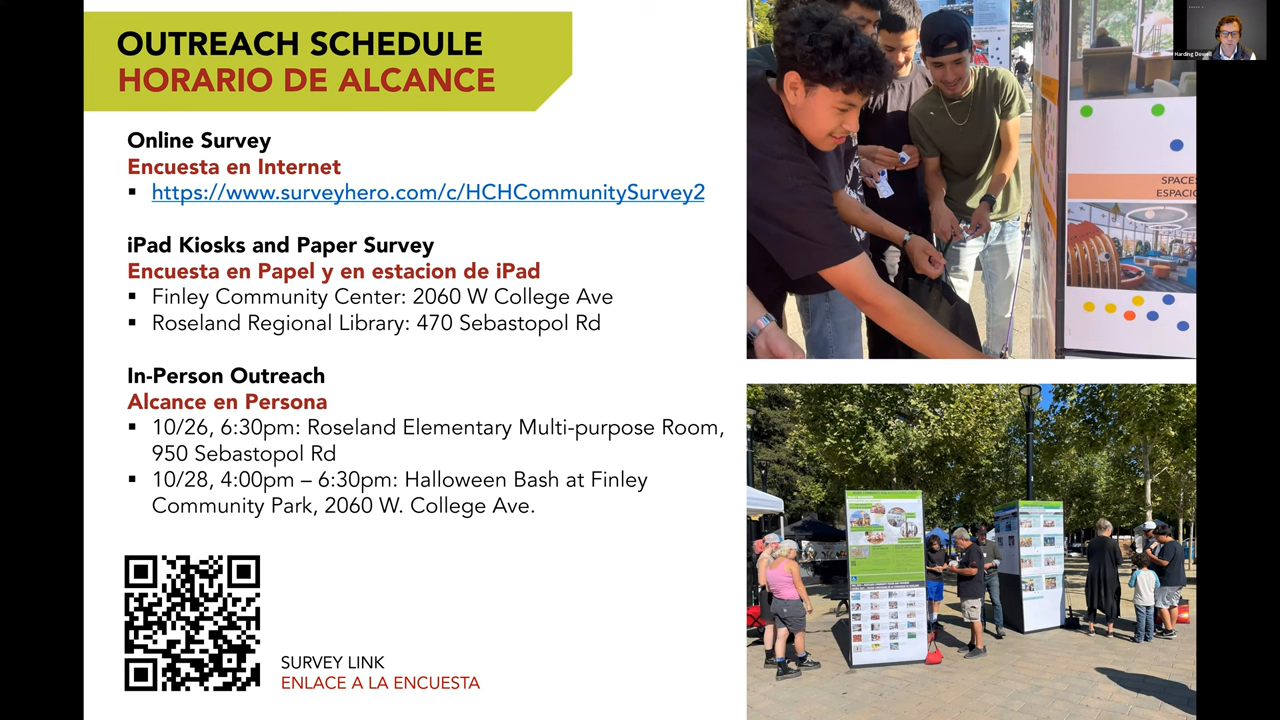 OUTREACH SCHEDULE
HORARIO DE ALCANCE
Online Survey
Encuesta en Internet
▪ https://www.surveyhero.com/c/HCHCommunitySurvey2
iPad Kiosks and Paper Survey
Encuesta en Papel y en estacion de iPad
▪ Finley Community Center: 2060 W College Ave
▪ Roseland Regional Library: 470 Sebastopol Rd
In-Person Outreach
Alcance en Persona
▪ 10/26, 6:30pm: Roseland Elementary Multi-purpose Room,
950 Sebastopol Rd
▪ 10/28, 4:00pm – 6:30pm: Halloween Bash at Finley
Community Park, 2060 W. College Ave.
SURVEY LINK
ENLACE A LA ENCUESTA
Harding Dowell
SPACES
ESPACIO